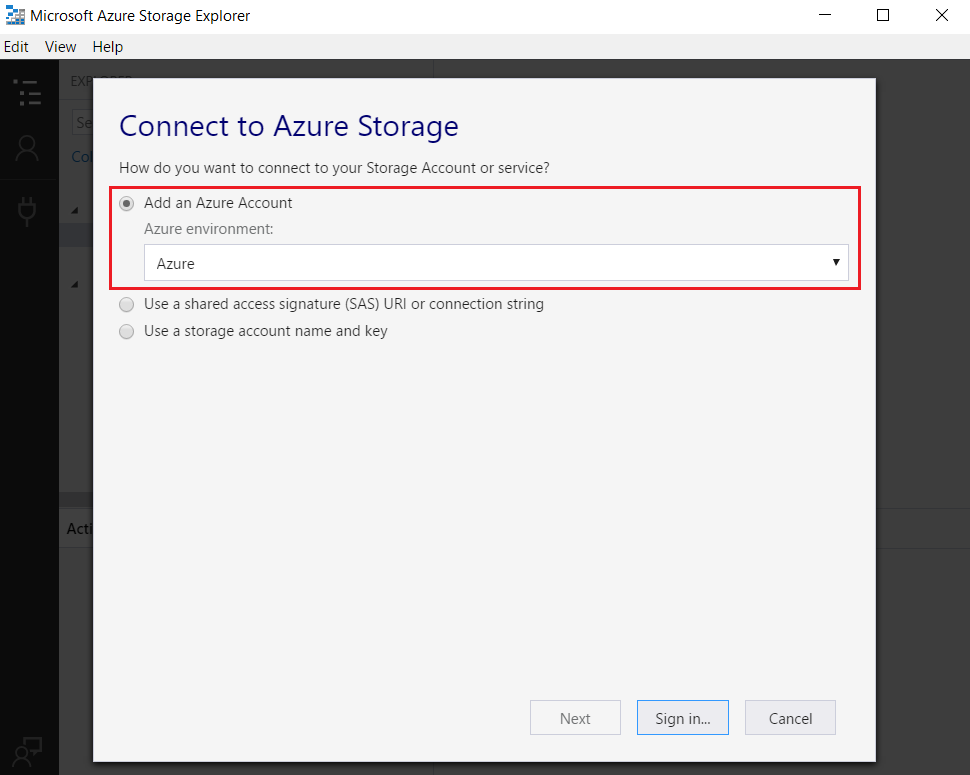 Microsoft Azure Storage Explorer
Edit View Help
EXPLORER
Se
Col
Connect to Azure Storage
How do you want to connect to your Storage Account or service?
Add an Azure Account
Azure environment:
Azure
Use a shared access signature (SAS) URI or connection string
Use a storage account name and key
Acti
Next Sign in... Cancel